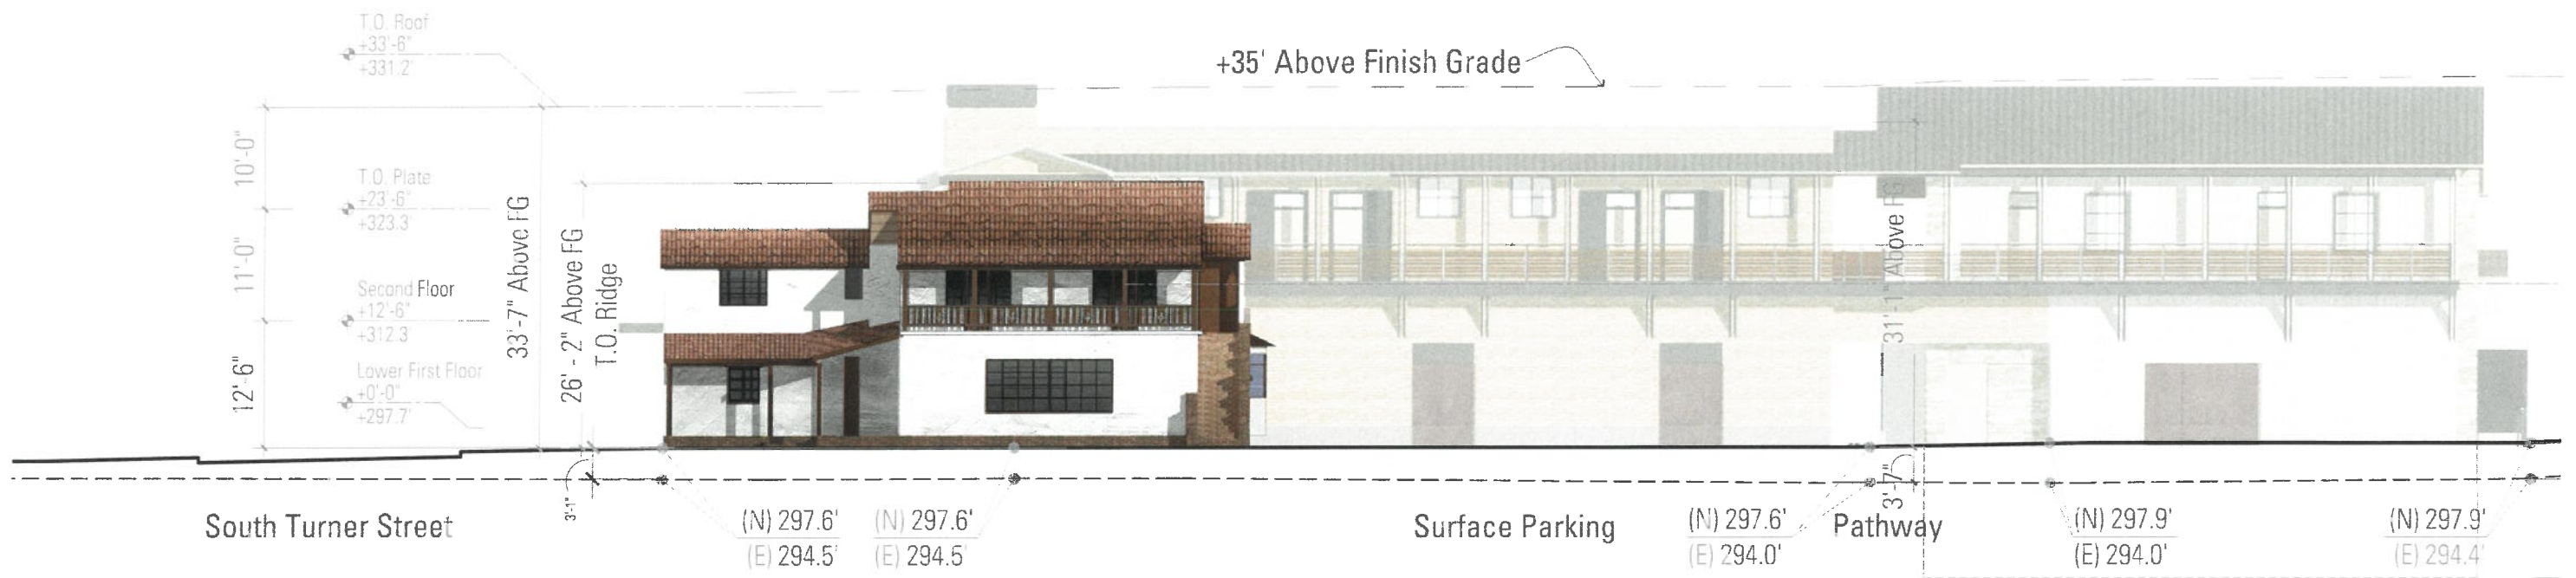 T.O. Roof
+33'-6"
+331.2'
+35' Above Finish Grade
10'-0"
T.O. Plate
+23'-6"
+323.3'
11'-0"
Second Floor
+12'-6"
+312.3
12'-6"
Lower First Floor
+0'-0"
+297.7'
33'-7" Above FG
26' - 2" Above FG
T.O. Ridge
31'-1" Above FG
3'-1"
3'-7"
South Turner Street
(N) 297.6'
(E) 294.5'
(N) 297.6'
(E) 294.5'
Surface Parking
(N) 297.6'
(E) 294.0'
Pathway
(N) 297.9'
(E) 294.0'
(N) 297.9'
(E) 294.4'